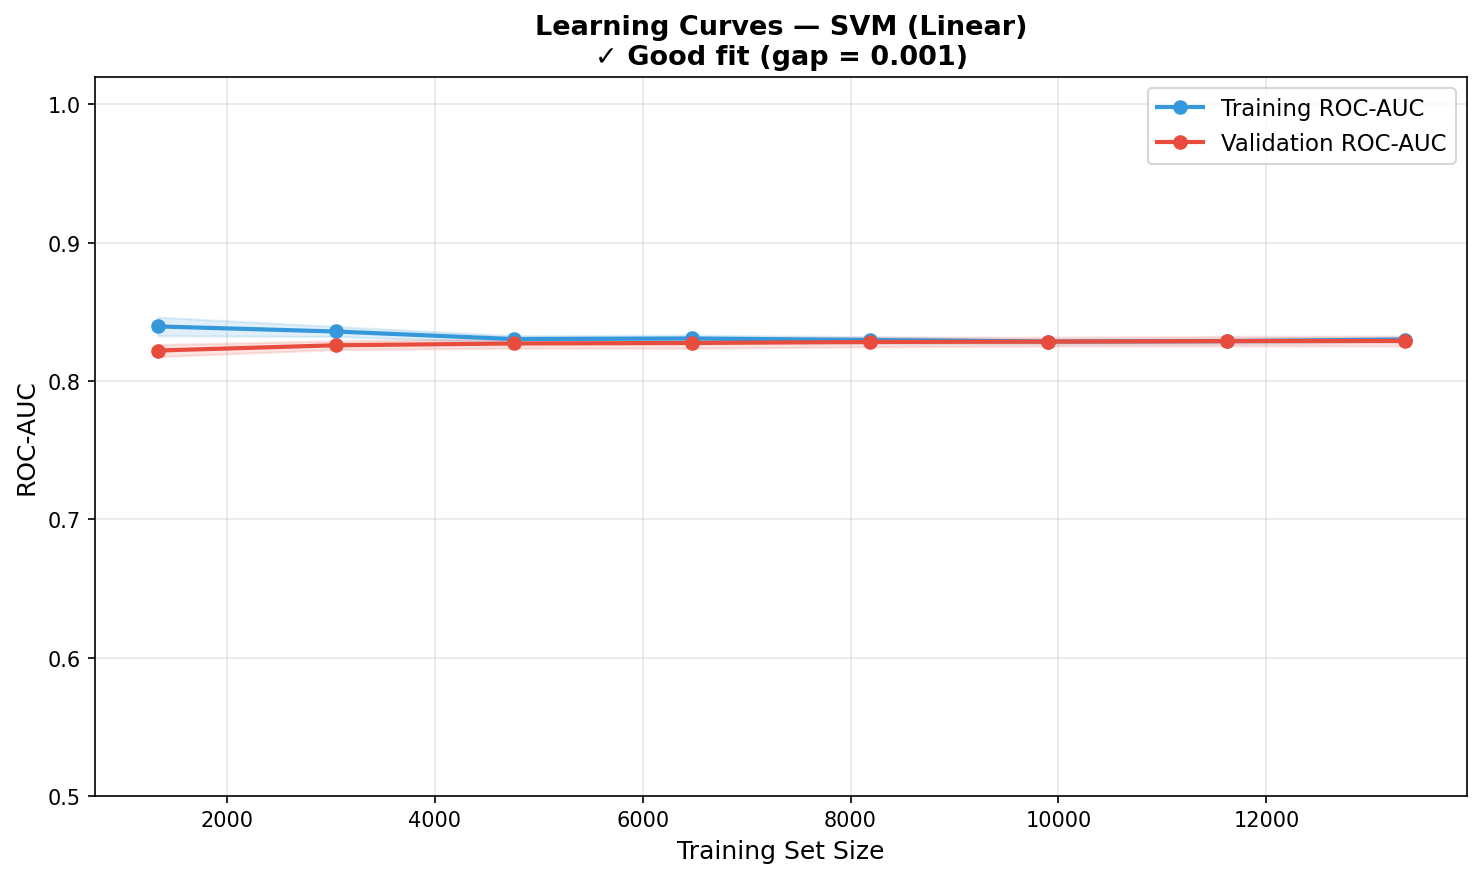 Learning Curves — SVM (Linear)
✓ Good fit (gap = 0.001)
Training ROC-AUC
Validation ROC-AUC
ROC-AUC
1.0
0.9
0.8
0.7
0.6
0.5
2000 4000 6000 8000 10000 12000
Training Set Size